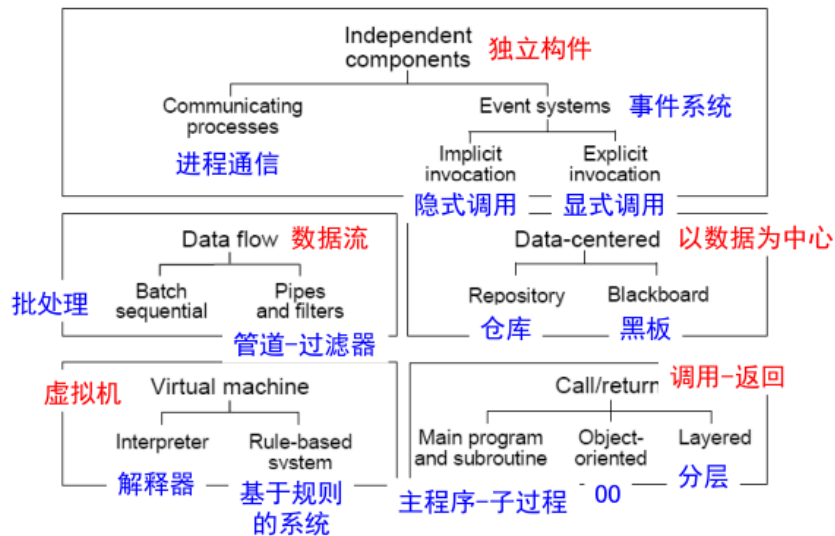 Independent
components
独立构件
Communicating
processes
进程通信
Event systems
事件系统
Implicit
invocation
隐式调用
Explicit
invocation
显式调用
Data flow
数据流
批处理
Batch
sequential
Pipes
and filters
管道-过滤器
Data-centered
以数据为中心
Repository
仓库
Blackboard
黑板
虚拟机
Virtual machine
Interpreter
解释器
Rule-based
system
基于规则
的系统
Call/return
调用-返回
Main program
and subroutine
主程序-子过程
Object-
oriented
OO
Layered
分层